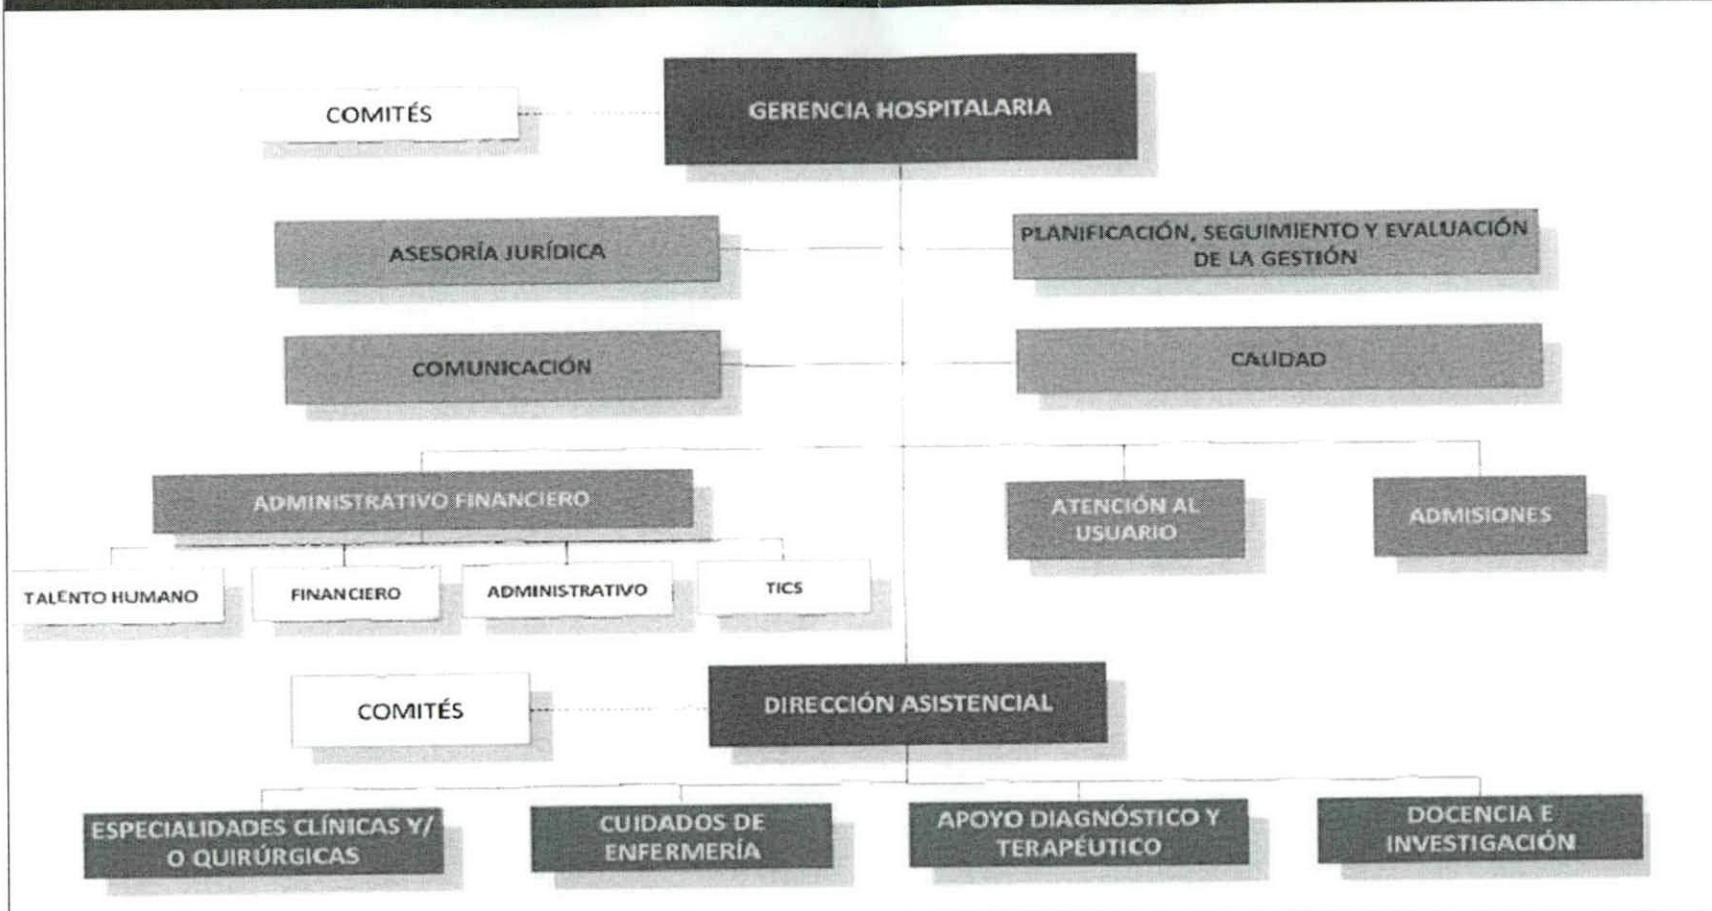 COMITÉS
GERENCIA HOSPITALARIA
ASESORÍA JURÍDICA
PLANIFICACIÓN, SEGUIMIENTO Y EVALUACIÓN
DE LA GESTIÓN
COMUNICACIÓN
CALIDAD
ADMINISTRATIVO FINANCIERO
ATENCIÓN AL
USUARIO
ADMISIONES
TALENTO HUMANO
FINANCIERO
ADMINISTRATIVO
TICS
COMITÉS
DIRECCIÓN ASISTENCIAL
ESPECIALIDADES CLÍNICAS Y/
O QUIRÚRGICAS
CUIDADOS DE
ENFERMERÍA
APOYO DIAGNÓSTICO Y
TERAPÉUTICO
DOCENCIA E
INVESTIGACIÓN